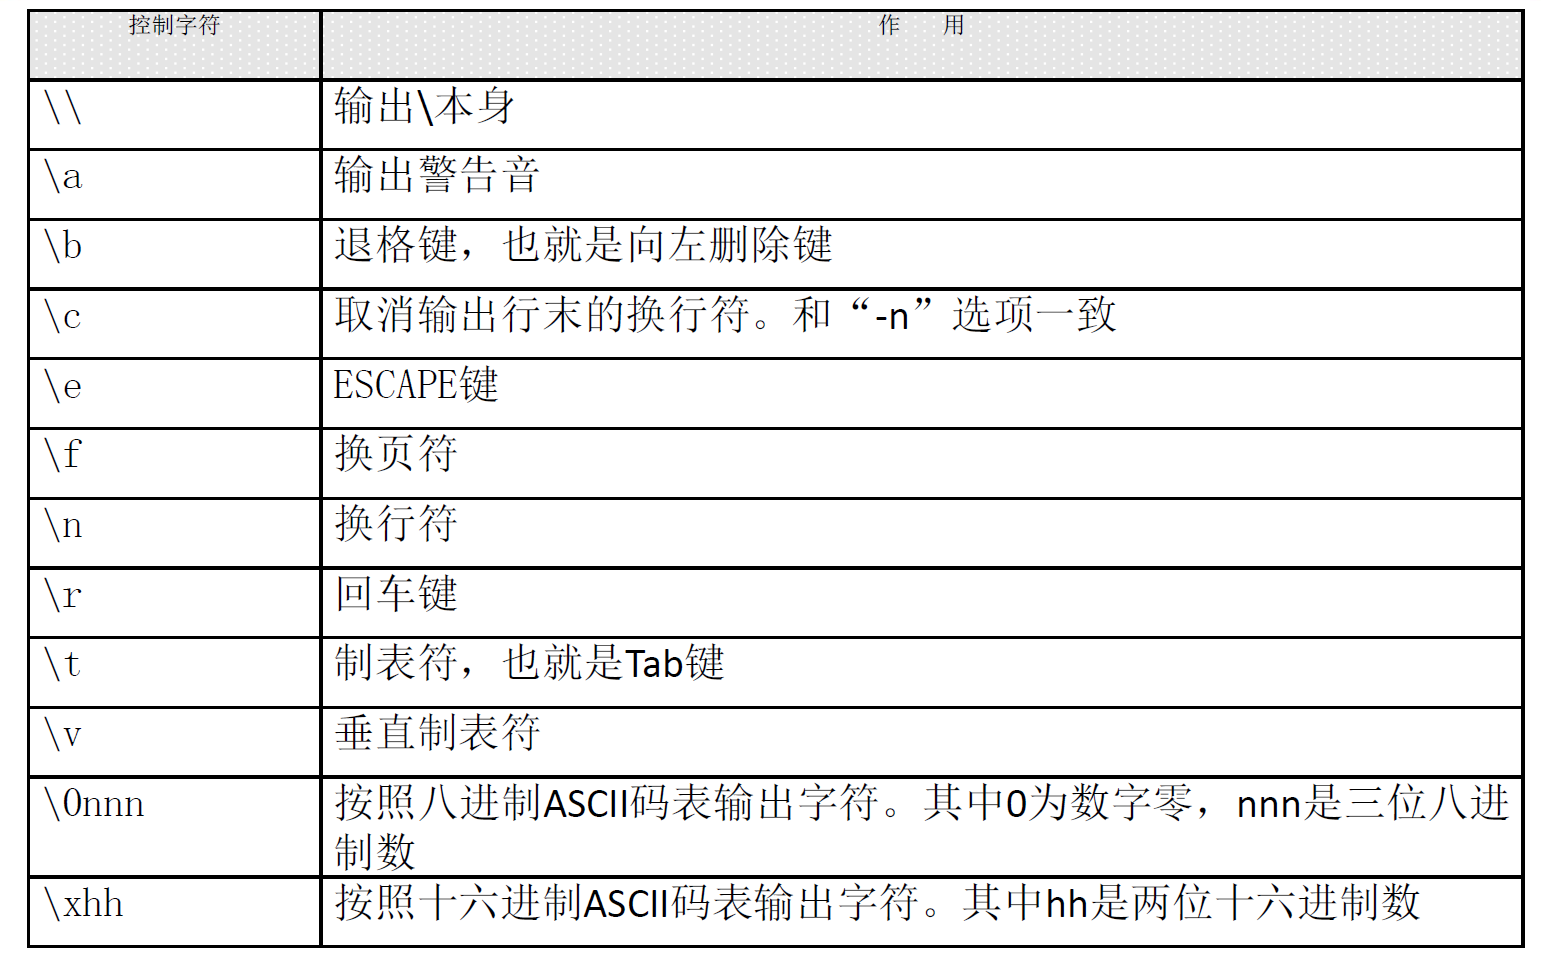 控制字符 作 用
\\ 输出\本身
\a 输出警告音
\b 退格键，也就是向左删除键
\c 取消输出行末的换行符。和“-n”选项一致
\e ESCAPE键
\f 换页符
\n 换行符
\r 回车键
\t 制表符，也就是Tab键
\v 垂直制表符
\0nnn 按照八进制ASCII码表输出字符。其中0为数字零，nnn是三位八进
制数
\xhh 按照十六进制ASCII码表输出字符。其中hh是两位十六进制数